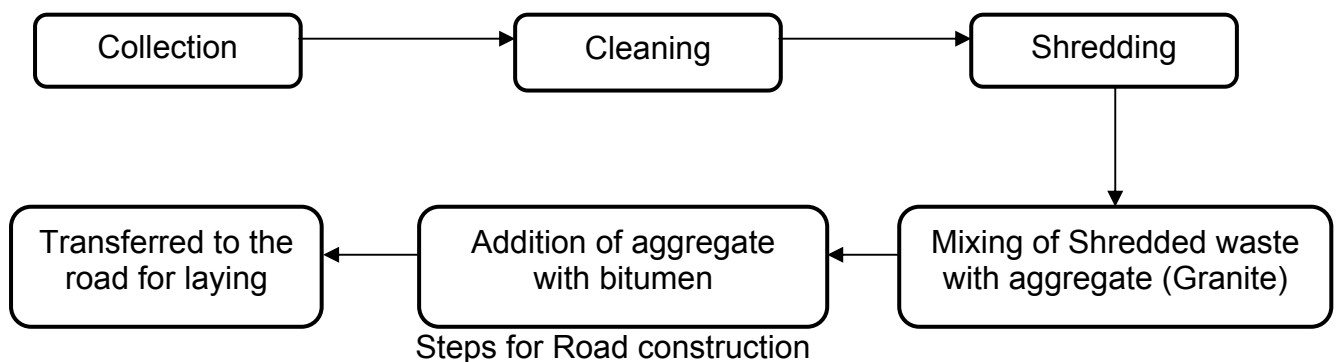 Collection
Cleaning
Shredding
Mixing of Shredded waste
with aggregate (Granite)
Addition of aggregate
with bitumen
Transferred to the
road for laying
Steps for Road construction